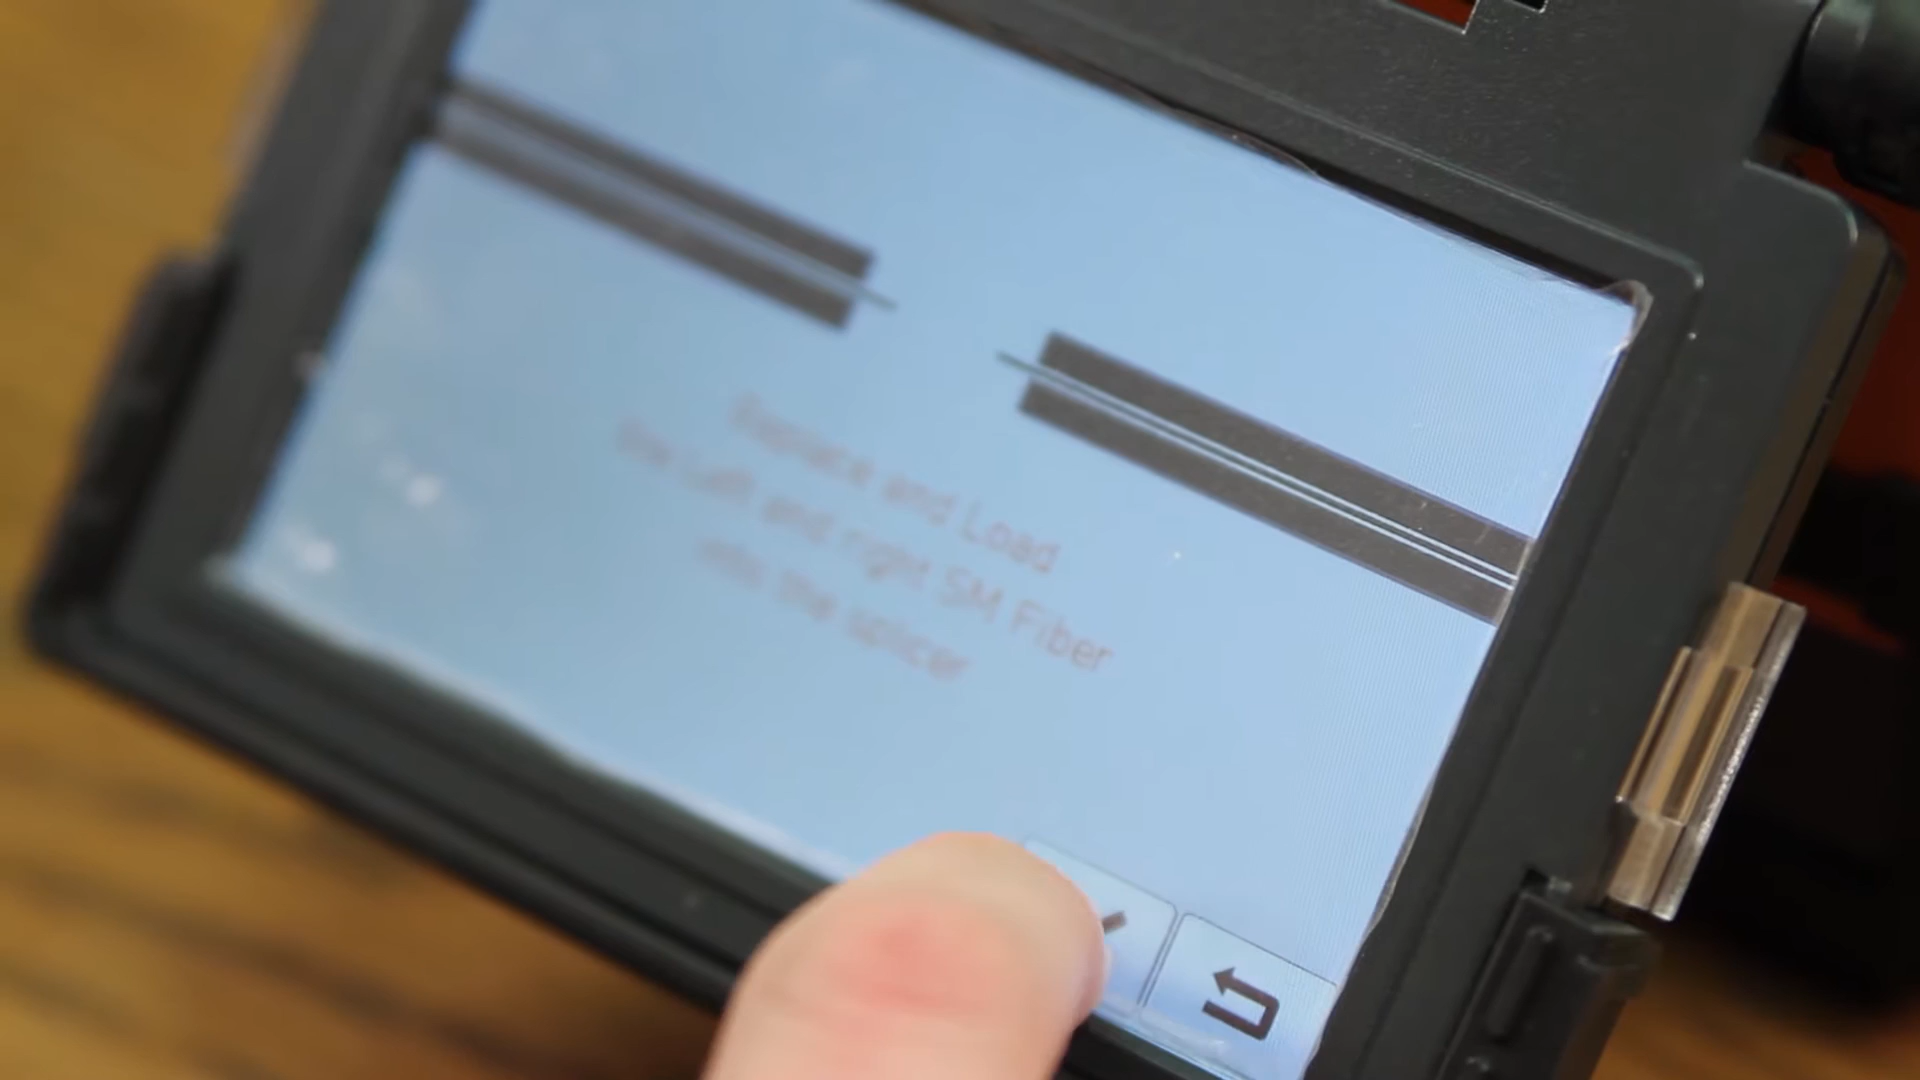 Replace and Load
the Left and right SM Fiber
into the splicer